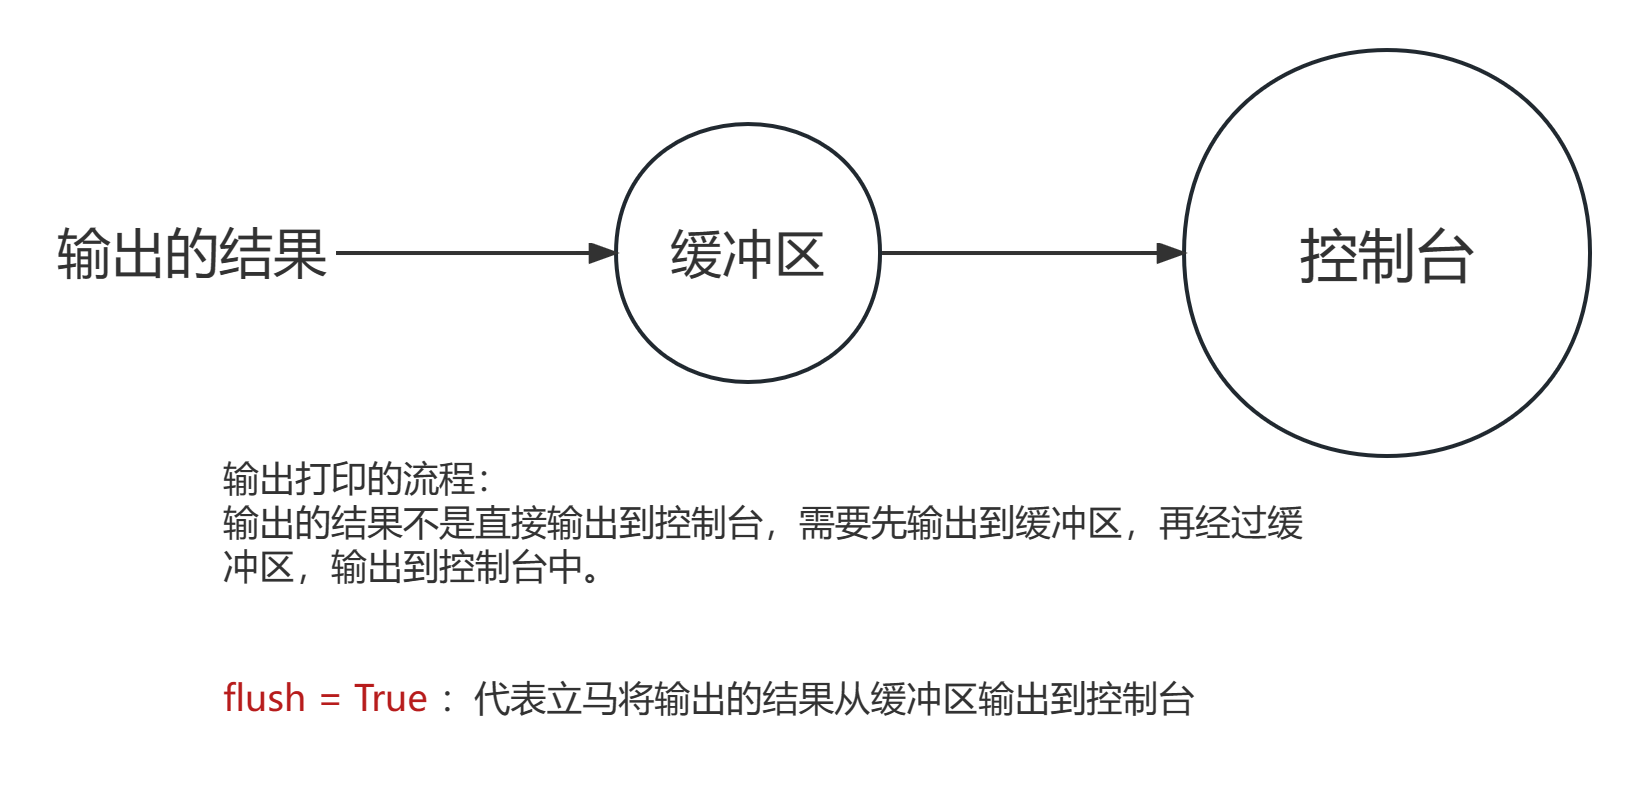 输出的结果
缓冲区
控制台
输出打印的流程：
输出的结果不是直接输出到控制台，需要先输出到缓冲区，再经过缓
冲区，输出到控制台中。
flush = True ：代表立马将输出的结果从缓冲区输出到控制台